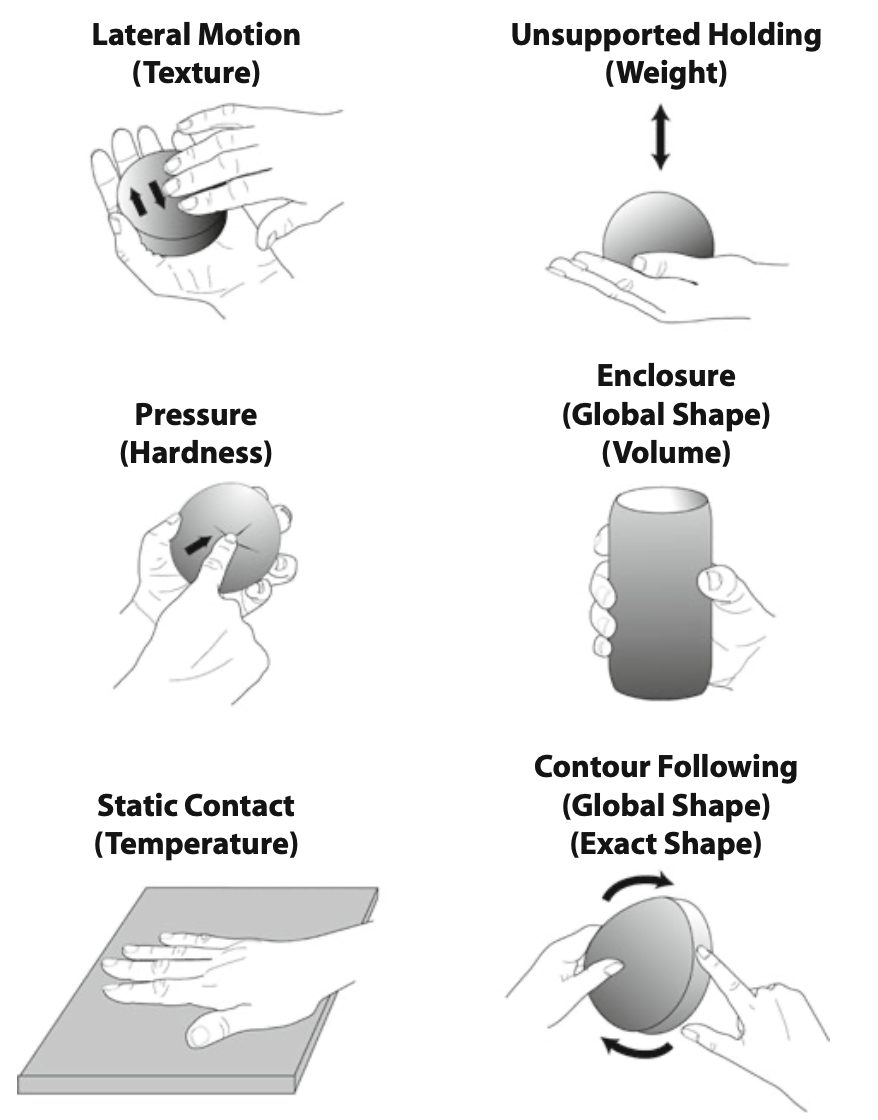 Lateral Motion
(Texture)
Unsupported Holding
(Weight)
Pressure
(Hardness)
Enclosure
(Global Shape)
(Volume)
Static Contact
(Temperature)
Contour Following
(Global Shape)
(Exact Shape)